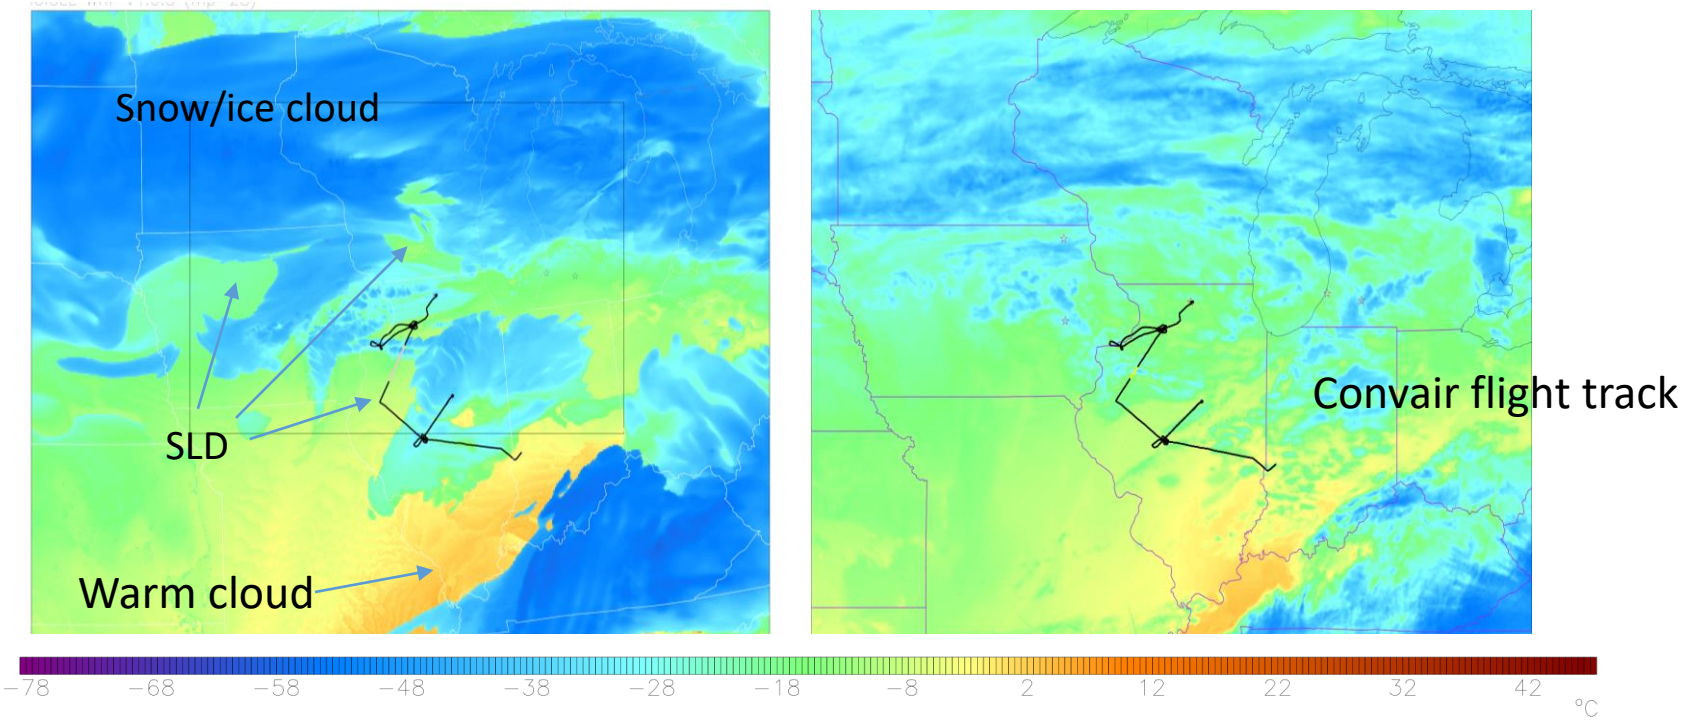 Snow/ice cloud
SLD
Convair flight track
Warm cloud
−78 −68 −58 −48 −38 −28 −18 −8 2 12 22 32 42
°C